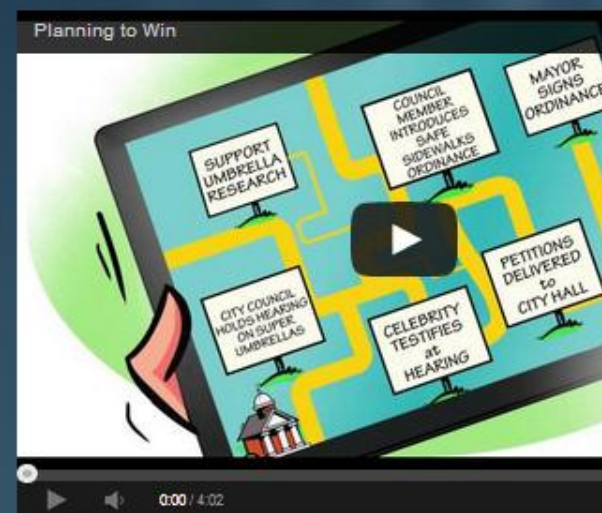 Planning to Win
SUPPORT
UMBRELLA
RESEARCH
COUNCIL
MEMBER
INTRODUCES
SAFE
SIDEWALKS
ORDINANCE
MAYOR
SIGNS
ORDINANCE
CITY COUNCIL
HOLDS HEARING
ON SUPER
UMBRELLAS
CELEBRITY
TESTIFIES
at
HEARING
PETITIONS
DELIVERED
to
CITY HALL
0:00 / 4:02